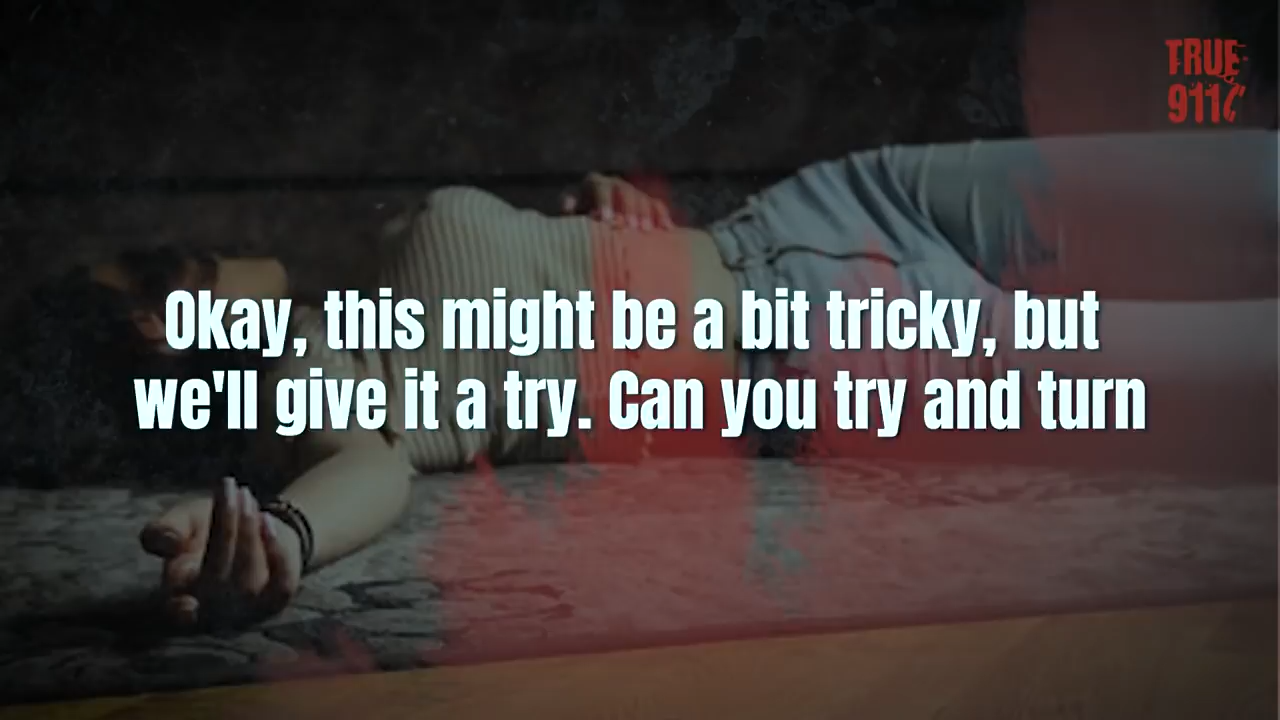 TRUE
911
Okay, this might be a bit tricky, but
we'll give it a try. Can you try and turn